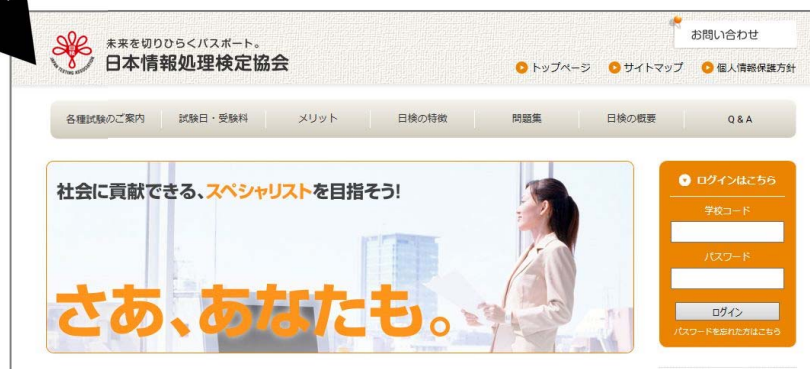 お問い合わせ
未来を切りひらくパスポート。
日本情報処理検定協会
トップページ サイトマップ 個人情報保護方針
各種試験のご案内 試験日・受験料 メリット 日検の特徴 問題集 日検の概要 Q & A
社会に貢献できる、スペシャリストを目指そう!
さあ、あなたも。
ログインはこちら
学校コード
パスワード
ログイン
パスワードを忘れた方はこちら